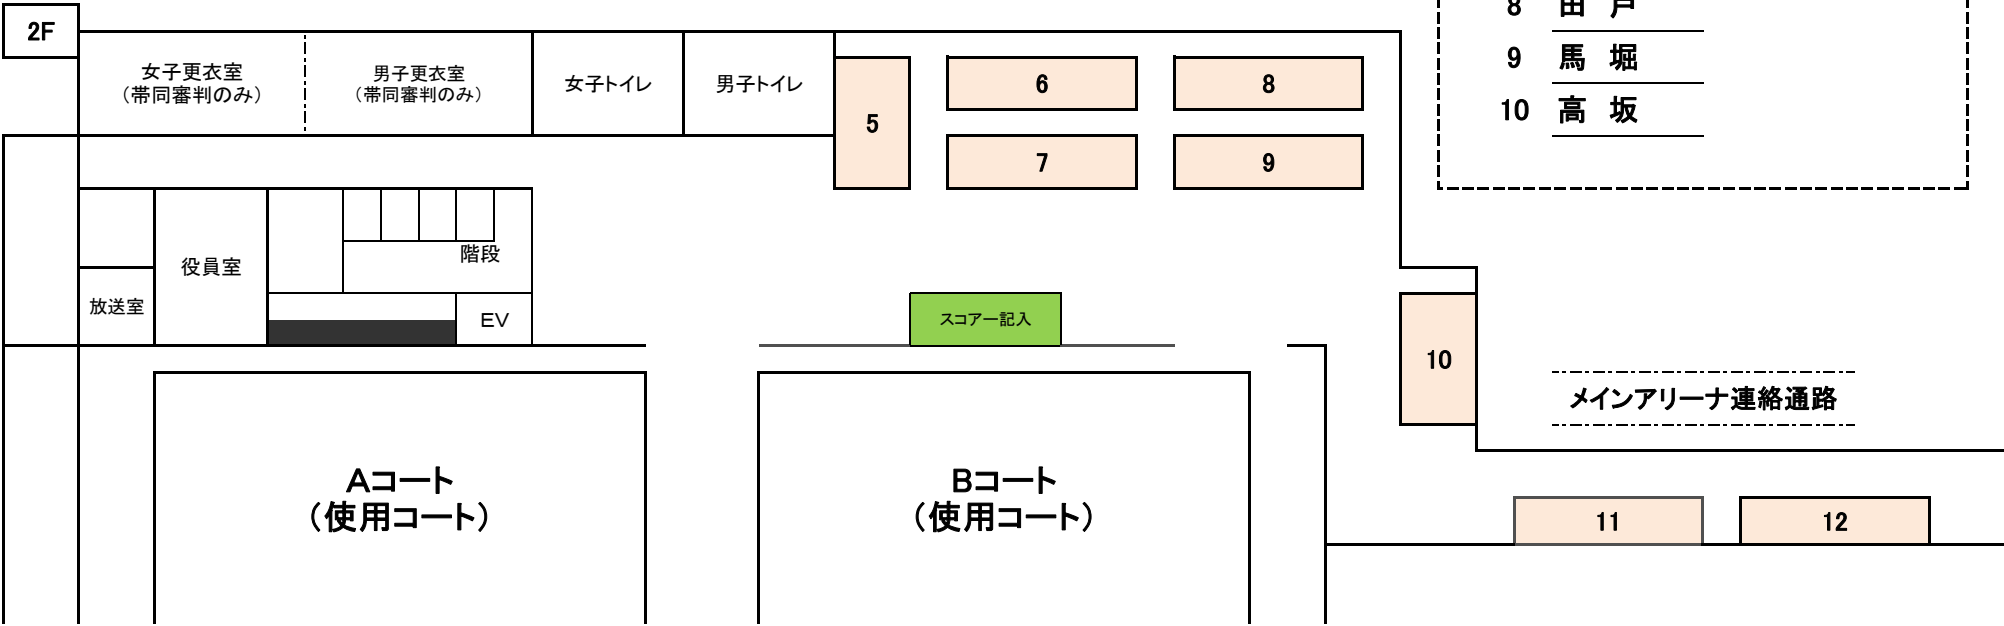 2F
女子更衣室
（帯同審判のみ）
男子更衣室
（帯同審判のみ）
女子トイレ
男子トイレ
5
6
8
7
9
8 田 戸
9 馬 堀
10 高 坂
役員室
階段
放送室
EV
スコアー記入
10
メインアリーナ連絡通路
Aコート
（使用コート）
Bコート
（使用コート）
11
12